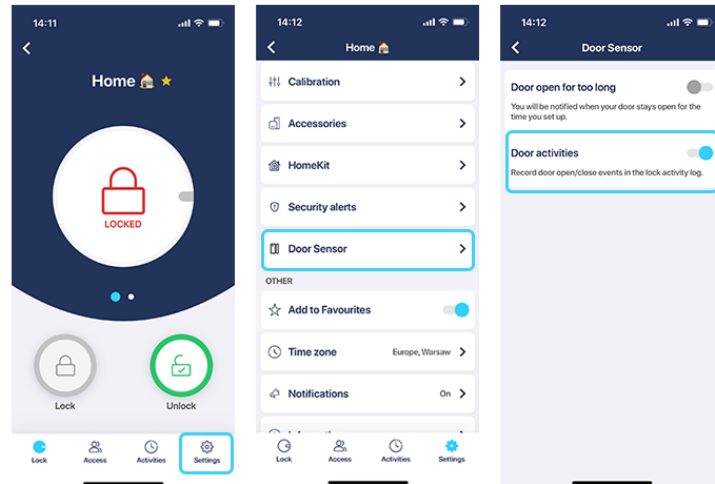 14:11
Home 🏠 ★
LOCKED
Lock
Unlock
Lock
Access
Activities
Settings
14:12
Home 🏠
Calibration
Accessories
HomeKit
Security alerts
Door Sensor
OTHER
Add to Favourites
Time zone Europe, Warsaw
Notifications On
Lock
Access
Activities
Settings
14:12
Door Sensor
Door open for too long
You will be notified when your door stays open for the
time you set up.
Door activities
Record door open/close events in the lock activity log.